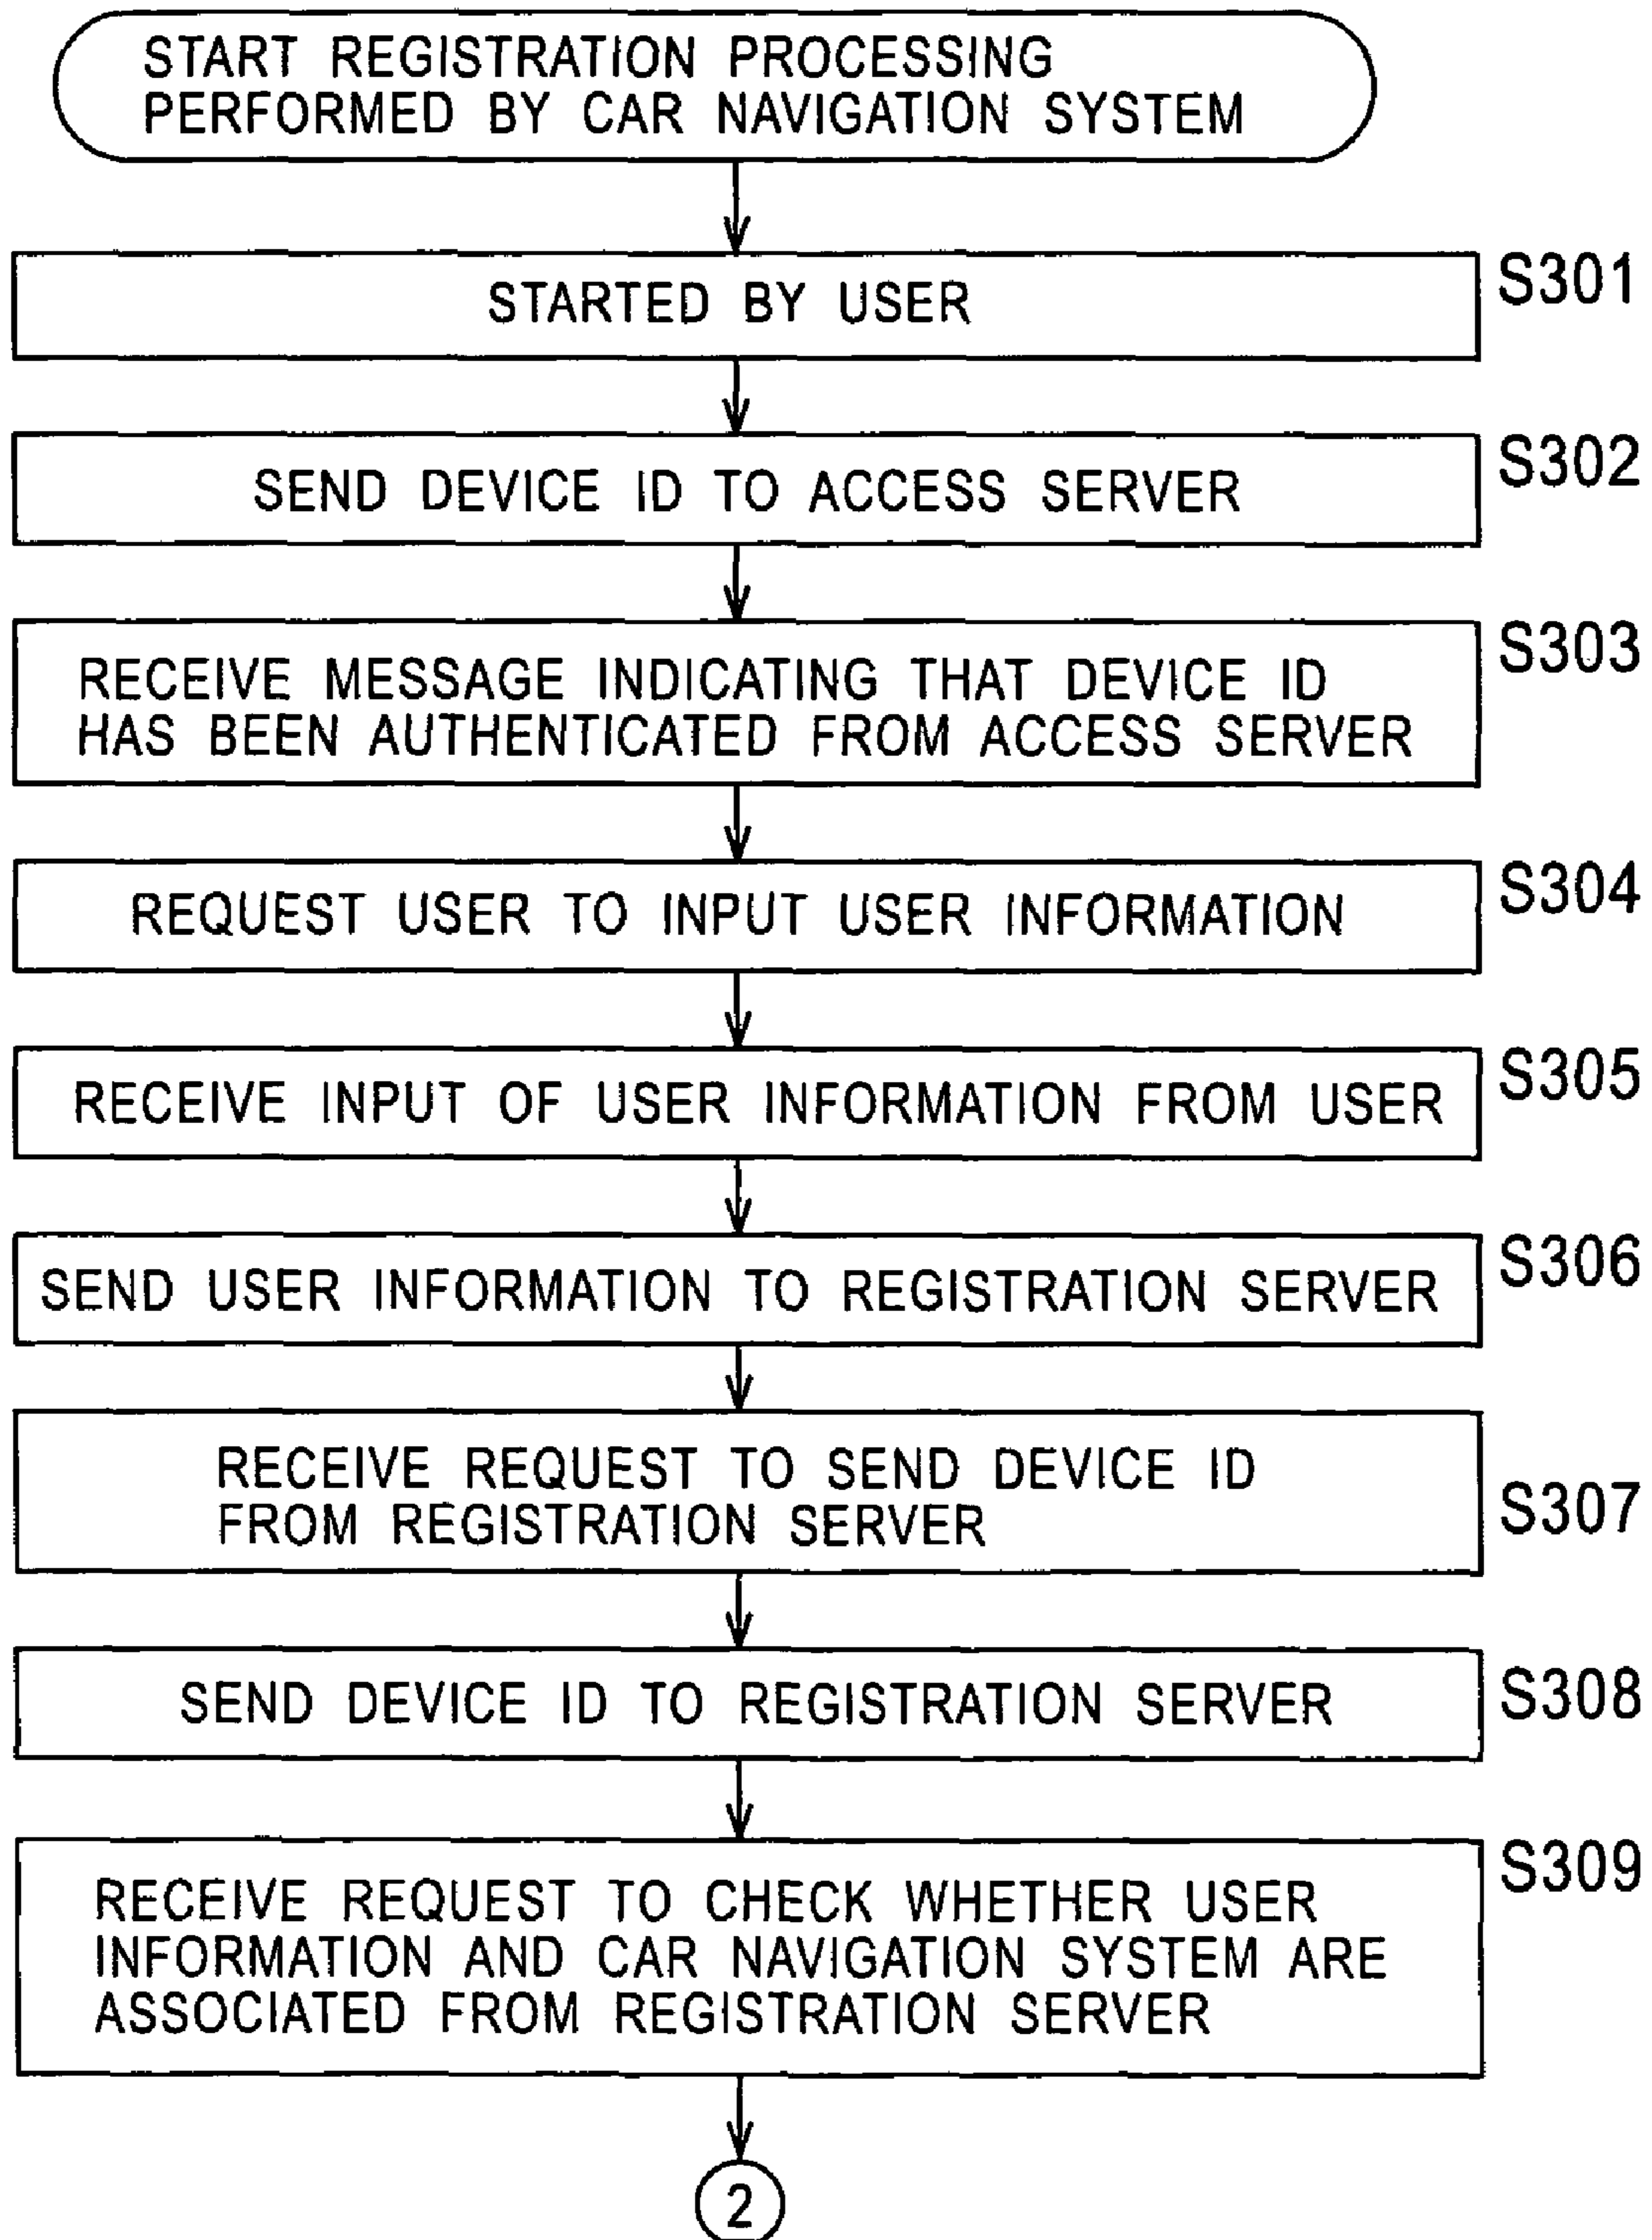 START REGISTRATION PROCESSING
PERFORMED BY CAR NAVIGATION SYSTEM
STARTED BY USER
S301
SEND DEVICE ID TO ACCESS SERVER
S302
RECEIVE MESSAGE INDICATING THAT DEVICE ID
HAS BEEN AUTHENTICATED FROM ACCESS SERVER
S303
REQUEST USER TO INPUT USER INFORMATION
S304
RECEIVE INPUT OF USER INFORMATION FROM USER
S305
SEND USER INFORMATION TO REGISTRATION SERVER
S306
RECEIVE REQUEST TO SEND DEVICE ID
FROM REGISTRATION SERVER
S307
SEND DEVICE ID TO REGISTRATION SERVER
S308
RECEIVE REQUEST TO CHECK WHETHER USER
INFORMATION AND CAR NAVIGATION SYSTEM ARE
ASSOCIATED FROM REGISTRATION SERVER
S309
2